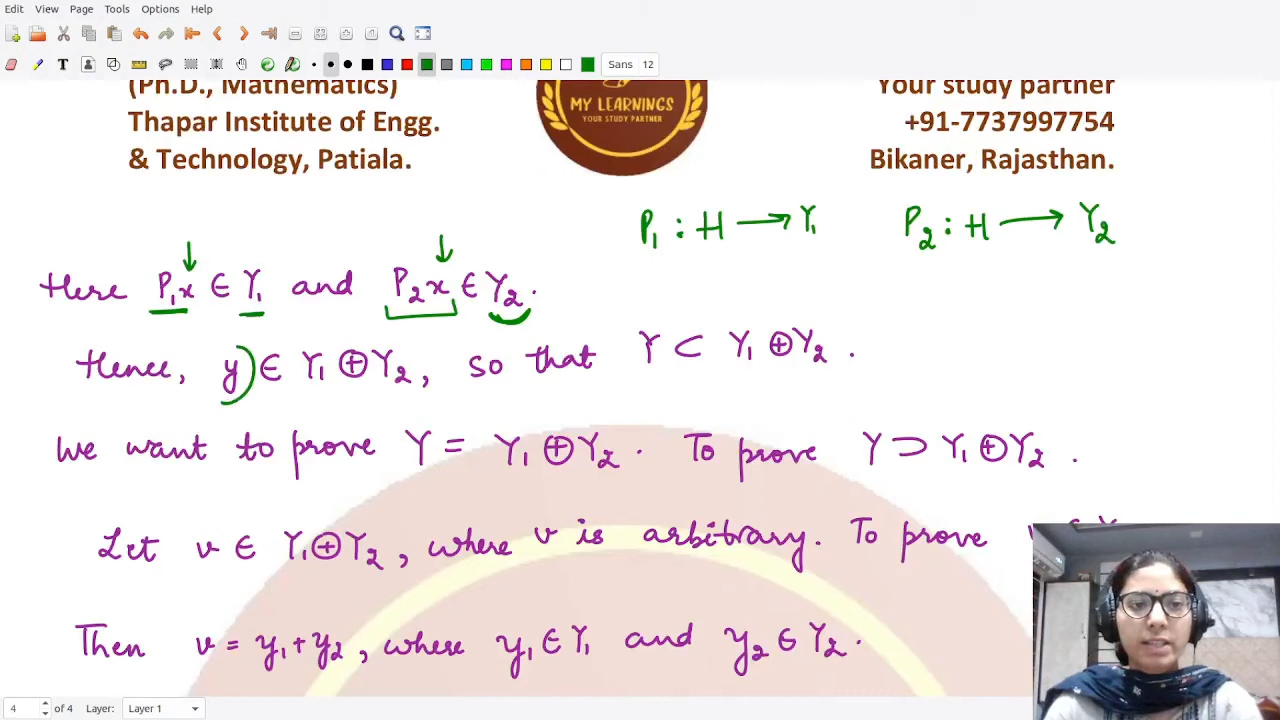 Edit View Page Tools Options Help
Sans 12
(Ph.D., Mathematics)
Thapar Institute of Engg.
& Technology, Patiala.
MY LEARNINGS
YOUR STUDY PARTNER
Your study partner
+91-7737997754
Bikaner, Rajasthan.
P₁ : H → Y₁ P₂ : H → Y₂
Here P₁x ∈ Y₁ and P₂x ∈ Y₂.
Hence, y ∈ Y₁ ⊕ Y₂, so that Y ⊂ Y₁ ⊕ Y₂.
We want to prove Y = Y₁ ⊕ Y₂. To prove Y ⊃ Y₁ ⊕ Y₂.
Let v ∈ Y₁ ⊕ Y₂, where v is arbitrary. To prove
Then v = y₁ + y₂, where y₁ ∈ Y₁ and y₂ ∈ Y₂.
4 of 4 Layer: Layer 1